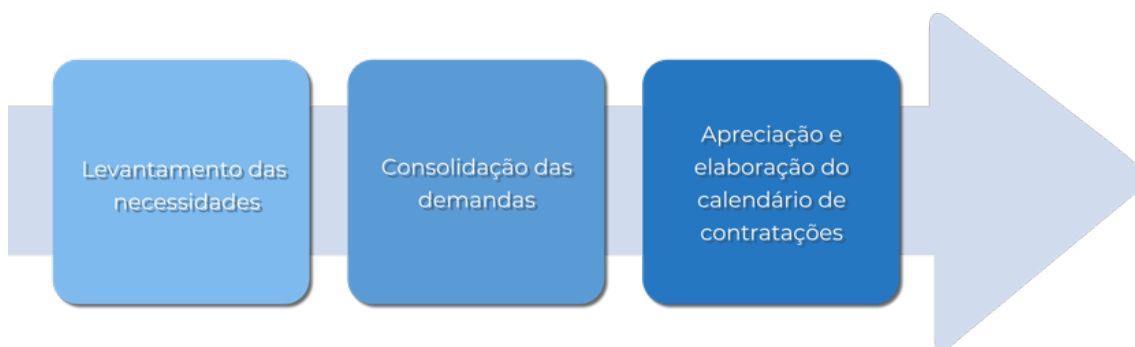 Levantamento das
necessidades
Consolidação das
demandas
Apreciação e
elaboração do
calendário de
contratações